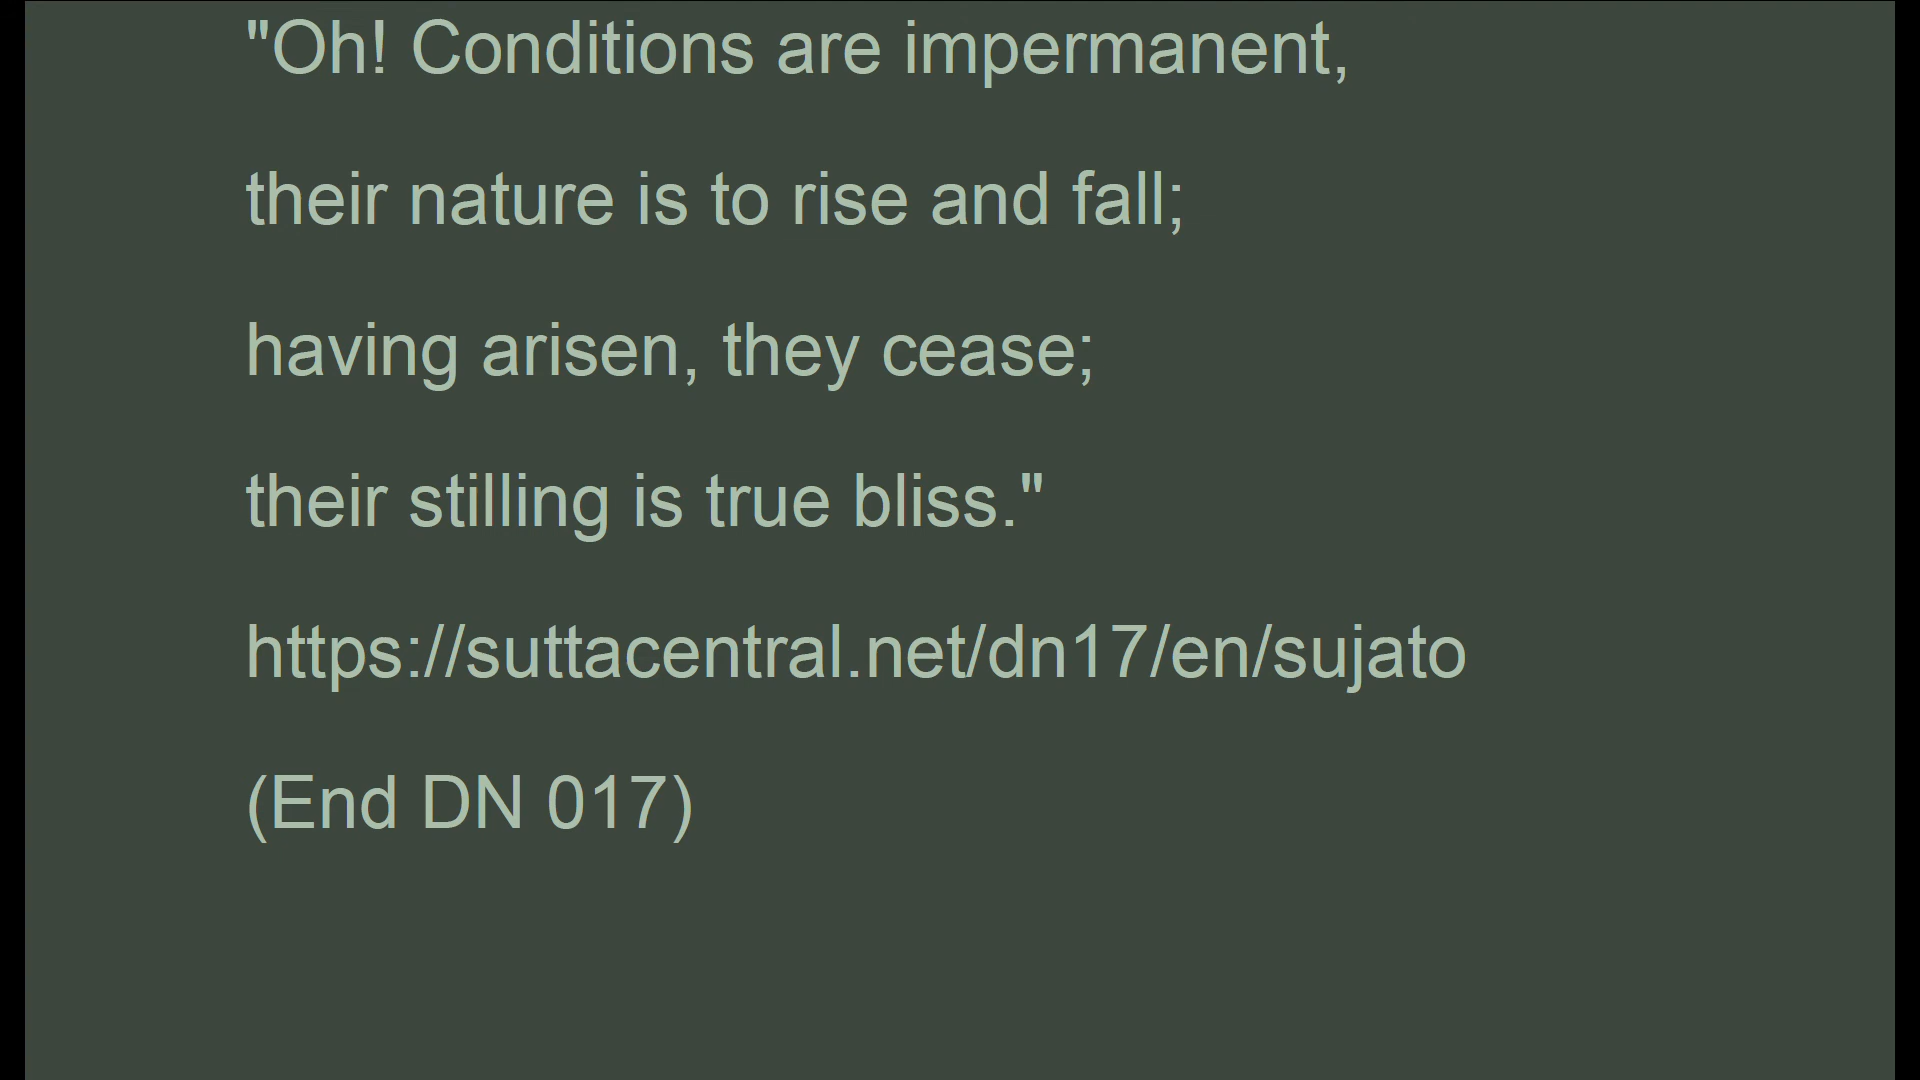 "Oh! Conditions are impermanent,
their nature is to rise and fall;
having arisen, they cease;
their stilling is true bliss."
https://suttacentral.net/dn17/en/sujato
(End DN 017)